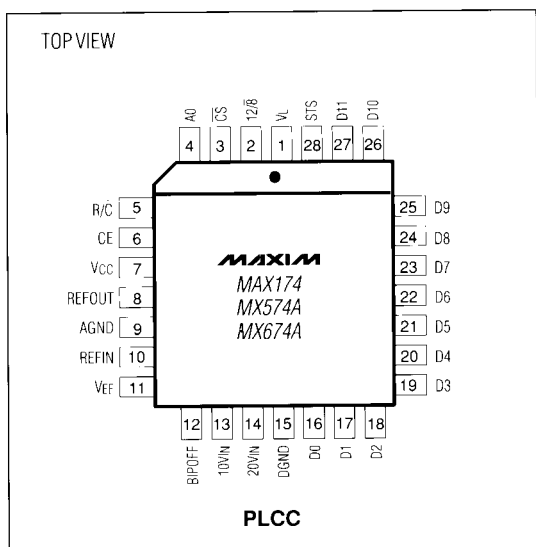 TOP VIEW
A0 C̅S̅ 12/8̅ VL STS D11 D10
4 3 2 1 28 27 26
R/C̅ 5
CE 6
VCC 7
REFOUT 8
AGND 9
REFIN 10
VEF 11
MAXIM
MAX174
MX574A
MX674A
25 D9
24 D8
23 D7
22 D6
21 D5
20 D4
19 D3
12 13 14 15 16 17 18
BIPOFF 10VIN 20VIN DGND D0 D1 D2
PLCC